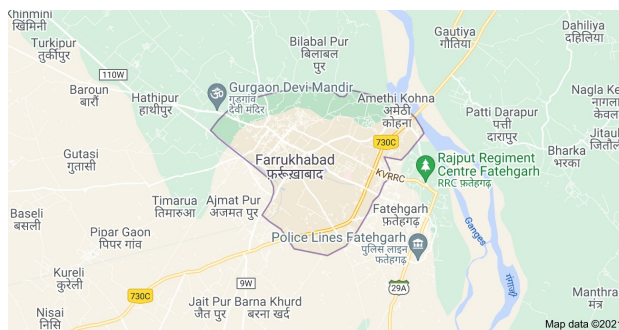 Khinmini
खिमिनी
Turkipur
तुर्कीपुर
Bilabal Pur
बिलाबल
पुर
Gautiya
गौतिया
Dahiliya
दहिलिया
110W
Baroun
बारौं
Hathipur
हाथीपुर
Gurgaon Devi-Mandir
गुड़गांव
देवी मंदिर
Amethi Kohna
अमेठी
कोहना
Patti Darapur
पत्ती
दारापुर
Nagla Ke
नागला
केवल
Jitaul
जितौल
730C
Gutasi
गुतासी
Farrukhabad
फ़र्रूख़ाबाद
KVRRC
Rajput Regiment
Centre Fatehgarh
RRC फ़तेहगढ़
Bharka
भरका
Timarua
तिमारुआ
Ajmat Pur
अजमत पुर
Baseli
बसली
Fatehgarh
फ़तेहगढ़
Pipar Gaon
पिपर गांव
Police Lines Fatehgarh
पुलिस लाइन
फतेहगढ़
Ganges
गंगा नदी
Kureli
कुरेली
9W
29A
730C
Jait Pur
जैत पुर
Barna Khurd
बरना खर्द
Nisai
निसि
Manthra
मंत्र
Map data ©2021